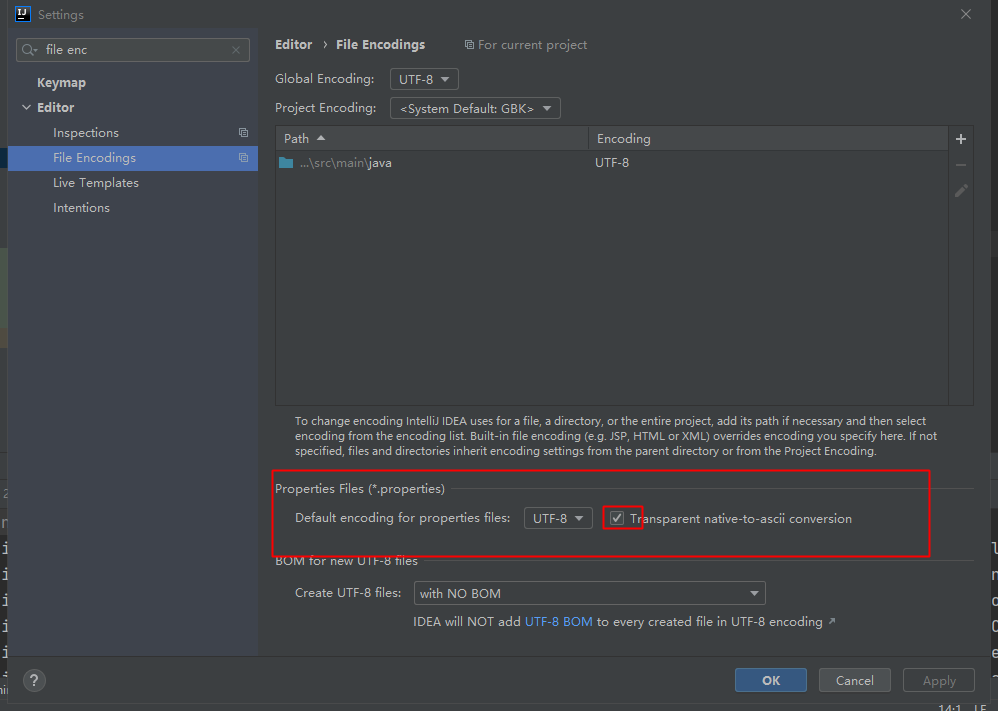 Settings
file enc
Keymap
Editor
Inspections
File Encodings
Live Templates
Intentions
Editor › File Encodings For current project
Global Encoding: UTF-8
Project Encoding: <System Default: GBK>
Path Encoding
...\src\main\java UTF-8
To change encoding IntelliJ IDEA uses for a file, a directory, or the entire project, add its path if necessary and then select
encoding from the encoding list. Built-in file encoding (e.g. JSP, HTML or XML) overrides encoding you specify here. If not
specified, files and directories inherit encoding settings from the parent directory or from the Project Encoding.
Properties Files (*.properties)
Default encoding for properties files: UTF-8 Transparent native-to-ascii conversion
BOM for new UTF-8 files
Create UTF-8 files: with NO BOM
IDEA will NOT add UTF-8 BOM to every created file in UTF-8 encoding ↗
? OK Cancel Apply
14:1 LF